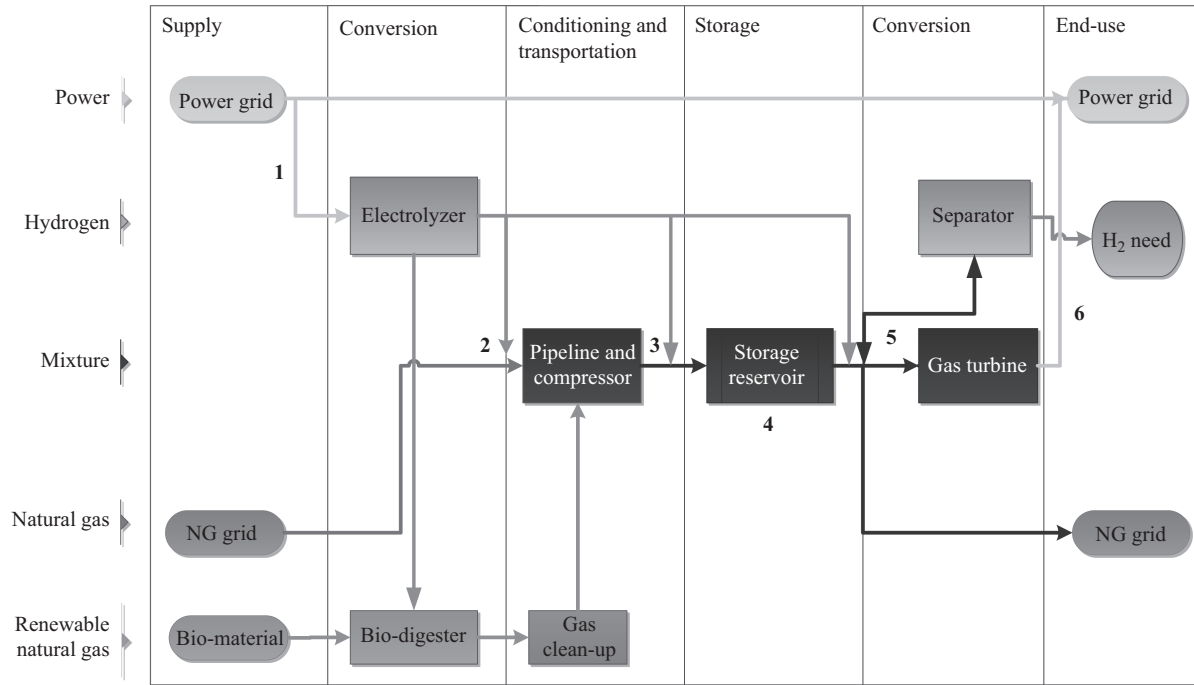 Supply
Conversion
Conditioning and
transportation
Storage
Conversion
End-use
Power
Power grid
Power grid
1
Hydrogen
Electrolyzer
Separator
H₂ need
6
Mixture
2
Pipeline and
compressor
3
Storage
reservoir
4
5
Gas turbine
Natural gas
NG grid
NG grid
Renewable
natural gas
Bio-material
Bio-digester
Gas
clean-up